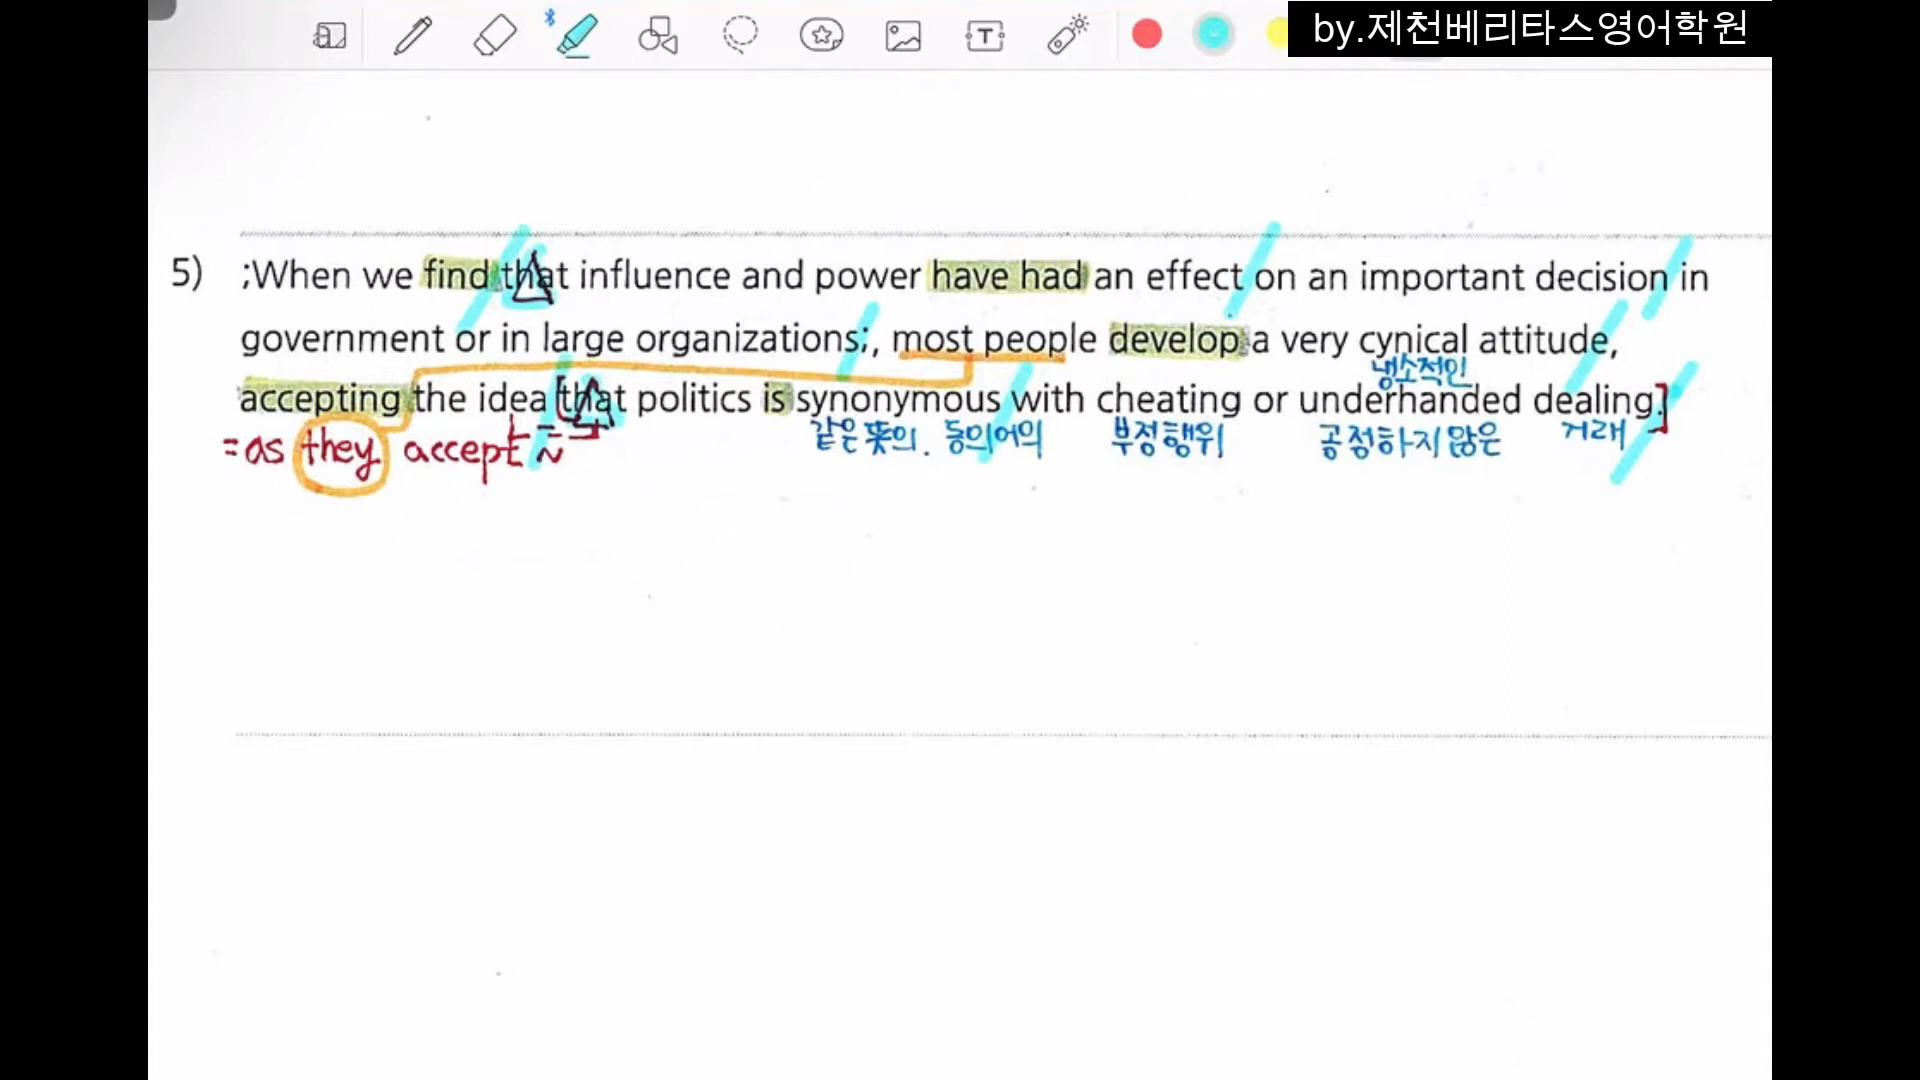 by.제천베리타스영어학원
5) ;When we find that influence and power have had an effect on an important decision in
government or in large organizations;, most people develop a very cynical attitude,
냉소적인
accepting the idea [that politics is synonymous with cheating or underhanded dealing.]
=as they accept ~ 같은 뜻의. 동의어의 부정행위 공정하지 않은 거래